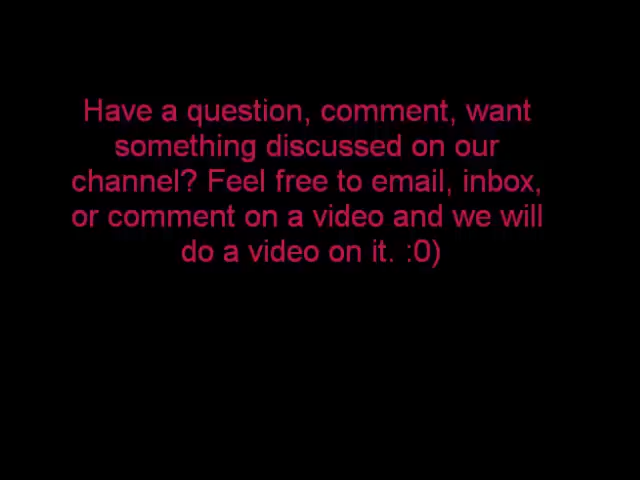 Have a question, comment, want
something discussed on our
channel? Feel free to email, inbox,
or comment on a video and we will
do a video on it. :0)